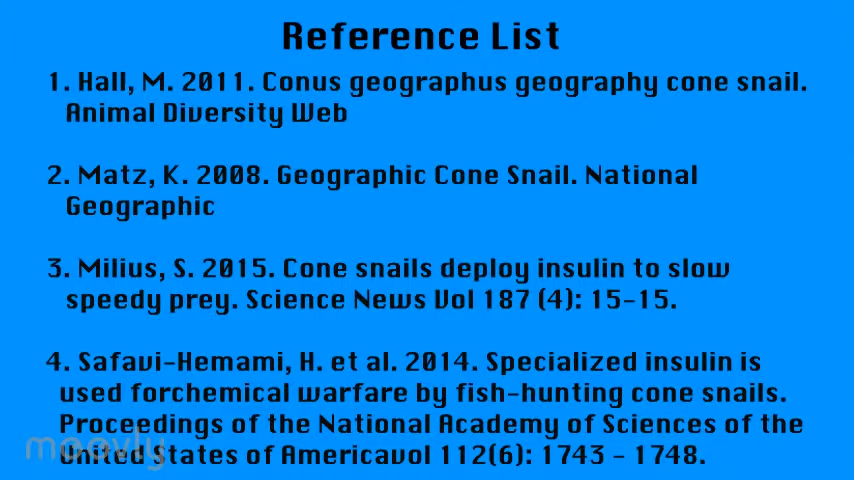 Reference List
1. Hall, M. 2011. Conus geographus geography cone snail.
Animal Diversity Web
2. Matz, K. 2008. Geographic Cone Snail. National
Geographic
3. Milius, S. 2015. Cone snails deploy insulin to slow
speedy prey. Science News Vol 187 (4): 15-15.
4. Safavi-Hemami, H. et al. 2014. Specialized insulin is
used forchemical warfare by fish-hunting cone snails.
Proceedings of the National Academy of Sciences of the
United States of Americavol 112(6): 1743 - 1748.
moovly